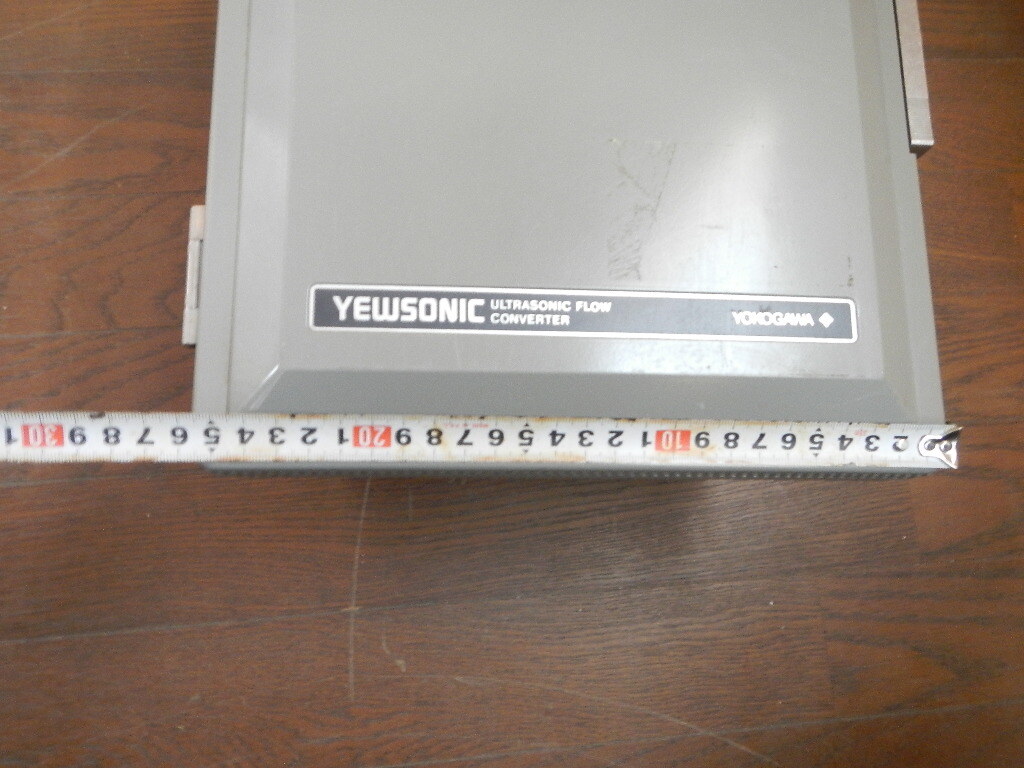 YEWSONIC ULTRASONIC FLOW
CONVERTER
YOKOGAWA
1 30 9 8 7 6 5 4 3 2 1 20 9 8 7 6 5 4 3 2 1 10 9 8 7 6 5 4 3 2